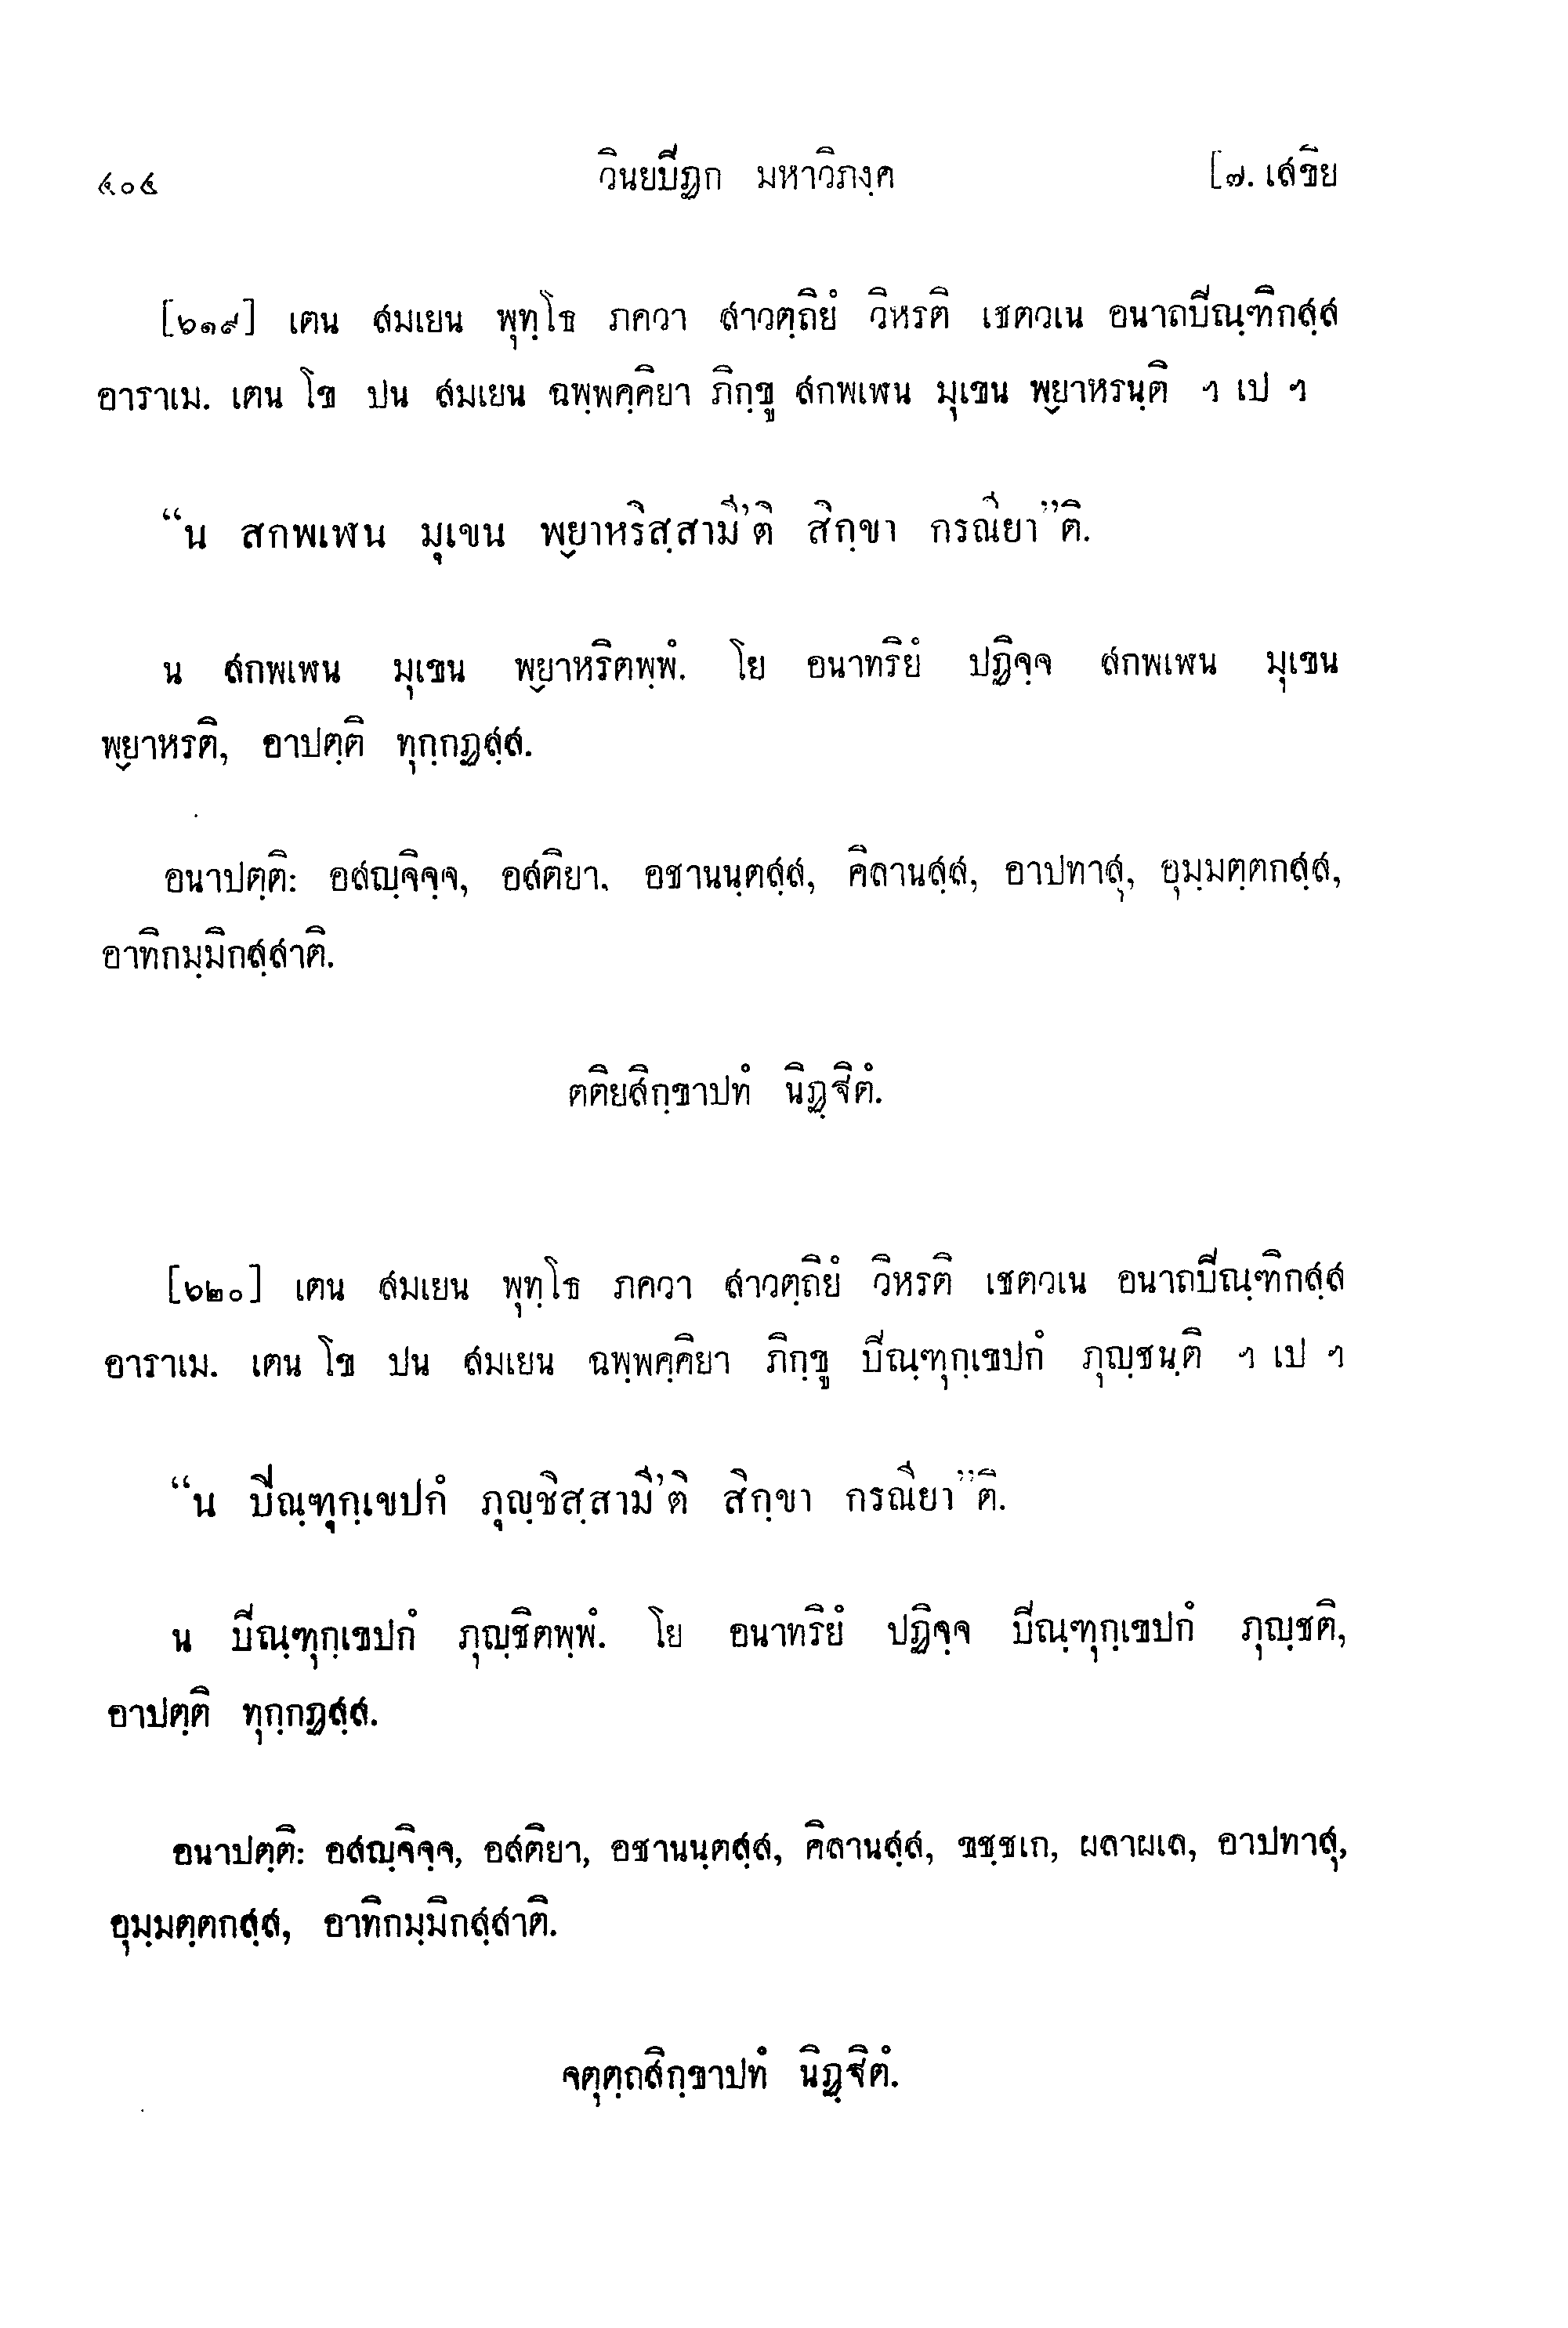 ๔๐๔ วินยปิฏก มหาวิภงฺค [๗. เสขิย
[๖๑๙] เตน สมเยน พุทฺโธ ภควา สาวตฺถิยํ วิหรติ เชตวเน อนาถปิณฺฑิกสฺส
อาราเม. เตน โข ปน สมเยน ฉพฺพคฺคิยา ภิกฺขู สกพเฬน มุเขน พฺยาหรนฺติ ฯ เป ฯ
“น สกพเฬน มุเขน พฺยาหริสฺสามี’ติ สิกฺขา กรณียา”ติ.
น สกพเฬน มุเขน พฺยาหริตพฺพํ. โย อนาทริยํ ปฏิจฺจ สกพเฬน มุเขน
พฺยาหรติ, อาปตฺติ ทุกฺกฏสฺส.
อนาปตฺติ: อสญฺจิจฺจ, อสติยา, อชานนฺตสฺส, คิลานสฺส, อาปทาสุ, อุมฺมตฺตกสฺส,
อาทิกมฺมิกสฺสาติ.
ตติยสิกฺขาปทํ นิฏฺฐิตํ.
[๖๒๐] เตน สมเยน พุทฺโธ ภควา สาวตฺถิยํ วิหรติ เชตวเน อนาถปิณฺฑิกสฺส
อาราเม. เตน โข ปน สมเยน ฉพฺพคฺคิยา ภิกฺขู ปิณฺฑุกฺเขปกํ ภุญฺชนฺติ ฯ เป ฯ
“น ปิณฺฑุกฺเขปกํ ภุญฺชิสฺสามี’ติ สิกฺขา กรณียา”ติ.
น ปิณฺฑุกฺเขปกํ ภุญฺชิตพฺพํ. โย อนาทริยํ ปฏิจฺจ ปิณฺฑุกฺเขปกํ ภุญฺชติ,
อาปตฺติ ทุกฺกฏสฺส.
อนาปตฺติ: อสญฺจิจฺจ, อสติยา, อชานนฺตสฺส, คิลานสฺส, ขชฺชเก, ผลาผเล, อาปทาสุ,
อุมฺมตฺตกสฺส, อาทิกมฺมิกสฺสาติ.
จตุตฺถสิกฺขาปทํ นิฏฺฐิตํ.